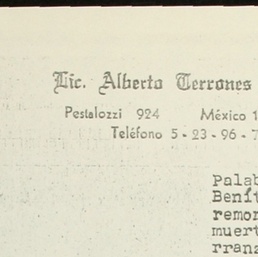 Lic. Alberto Terrones
Pestalozzi 924 México 1
Teléfono 5-23-96-7
Palab
Benít
remor
muert
rrana